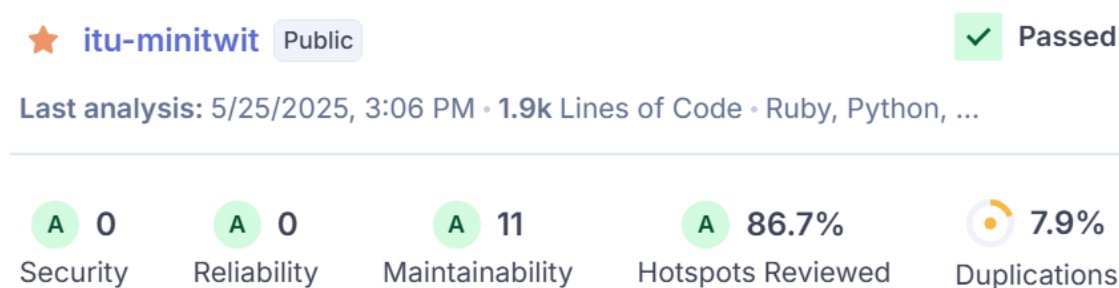 itu-minitwit Public Passed
Last analysis: 5/25/2025, 3:06 PM • 1.9k Lines of Code • Ruby, Python, ...
A 0 A 0 A 11 A 86.7% 7.9%
Security Reliability Maintainability Hotspots Reviewed Duplications